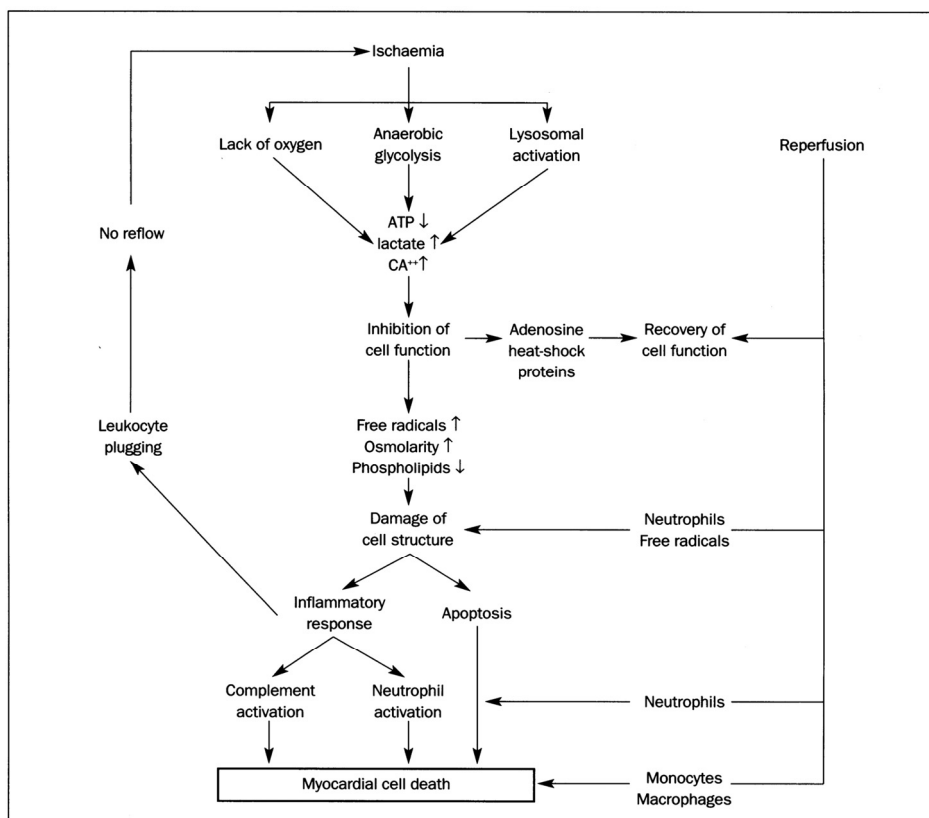 Ischaemia
Lack of oxygen
Anaerobic
glycolysis
Lysosomal
activation
Reperfusion
No reflow
ATP ↓
lactate ↑
CA⁺⁺↑
Inhibition of
cell function
Adenosine
heat-shock
proteins
Recovery of
cell function
Leukocyte
plugging
Free radicals ↑
Osmolarity ↑
Phospholipids ↓
Damage of
cell structure
Neutrophils
Free radicals
Inflammatory
response
Apoptosis
Complement
activation
Neutrophil
activation
Neutrophils
Myocardial cell death
Monocytes
Macrophages